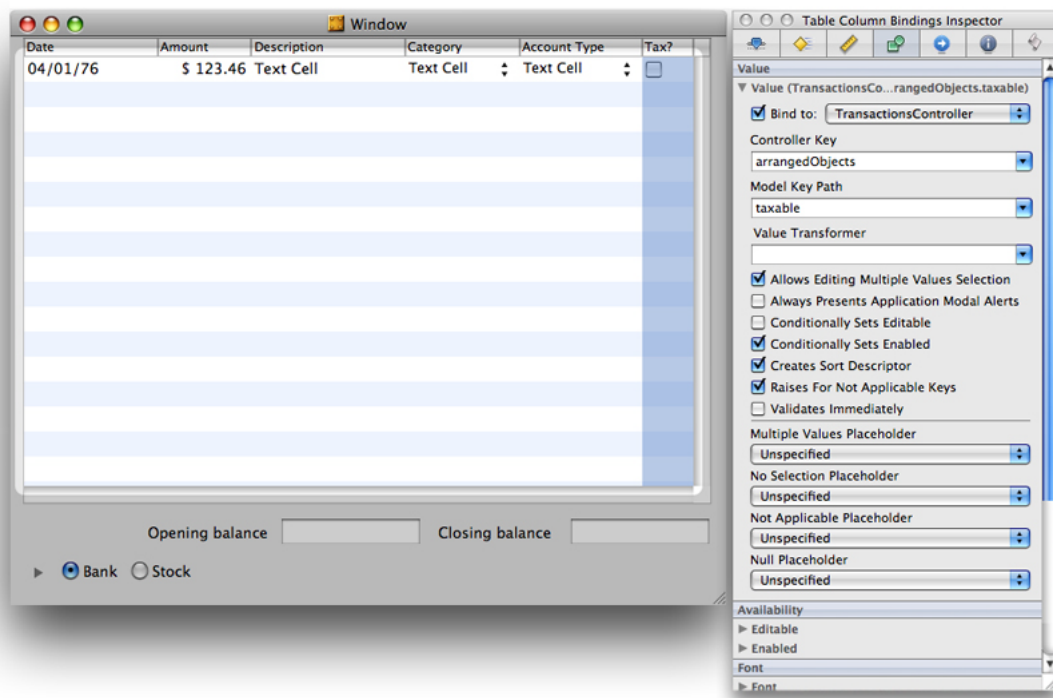 Window
Date Amount Description Category Account Type Tax?
04/01/76 $ 123.46 Text Cell Text Cell Text Cell
Opening balance Closing balance
Bank Stock
Table Column Bindings Inspector
Value
Value (TransactionsCo...rangedObjects.taxable)
Bind to: TransactionsController
Controller Key
arrangedObjects
Model Key Path
taxable
Value Transformer
Allows Editing Multiple Values Selection
Always Presents Application Modal Alerts
Conditionally Sets Editable
Conditionally Sets Enabled
Creates Sort Descriptor
Raises For Not Applicable Keys
Validates Immediately
Multiple Values Placeholder
Unspecified
No Selection Placeholder
Unspecified
Not Applicable Placeholder
Unspecified
Null Placeholder
Unspecified
Availability
Editable
Enabled
Font
Font